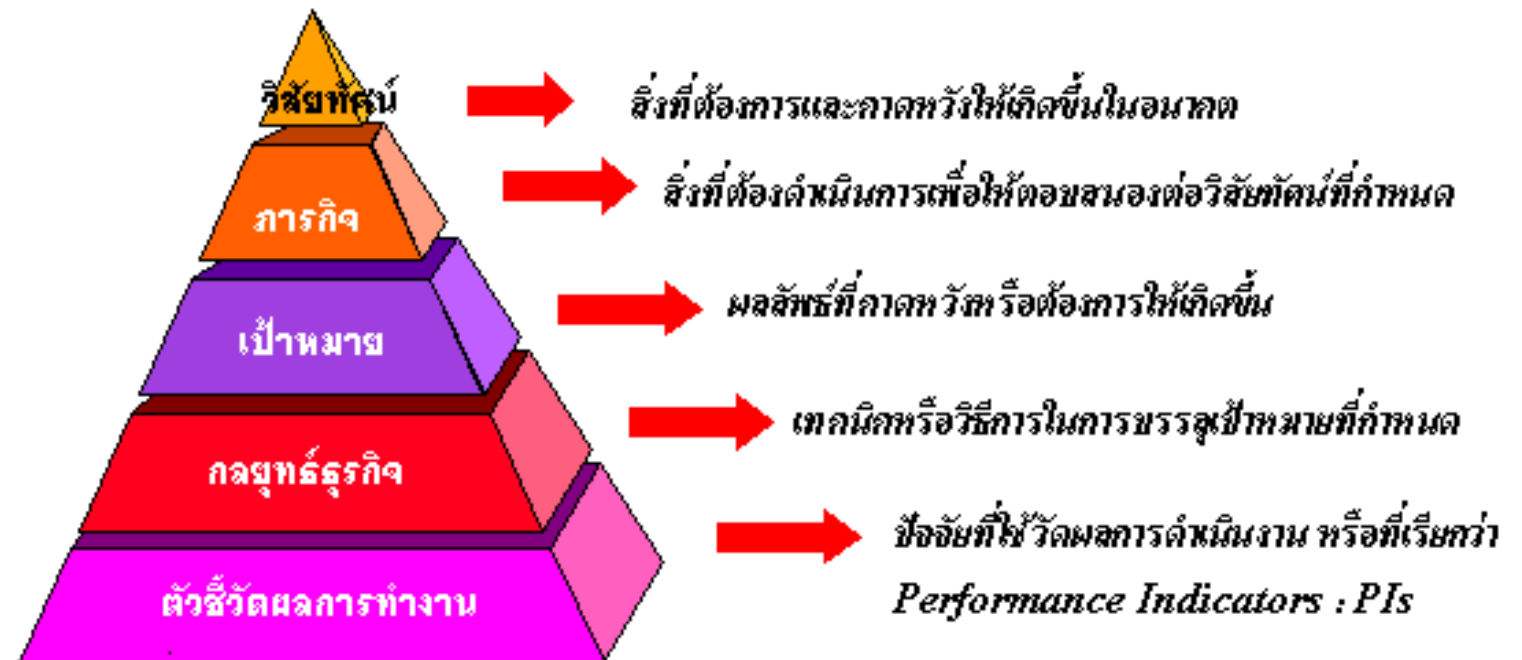 วิสัยทัศน์
สิ่งที่ต้องการและคาดหวังให้เกิดขึ้นในอนาคต
ภารกิจ
สิ่งที่ต้องดำเนินการเพื่อให้ตอบสนองต่อวิสัยทัศน์ที่กำหนด
เป้าหมาย
ผลลัพธ์ที่คาดหวังหรือต้องการให้เกิดขึ้น
กลยุทธ์ธุรกิจ
เทคนิคหรือวิธีการในการบรรลุเป้าหมายที่กำหนด
ตัวชี้วัดผลการทำงาน
ปัจจัยที่ใช้วัดผลการดำเนินงาน หรือที่เรียกว่า
Performance Indicators : PIs